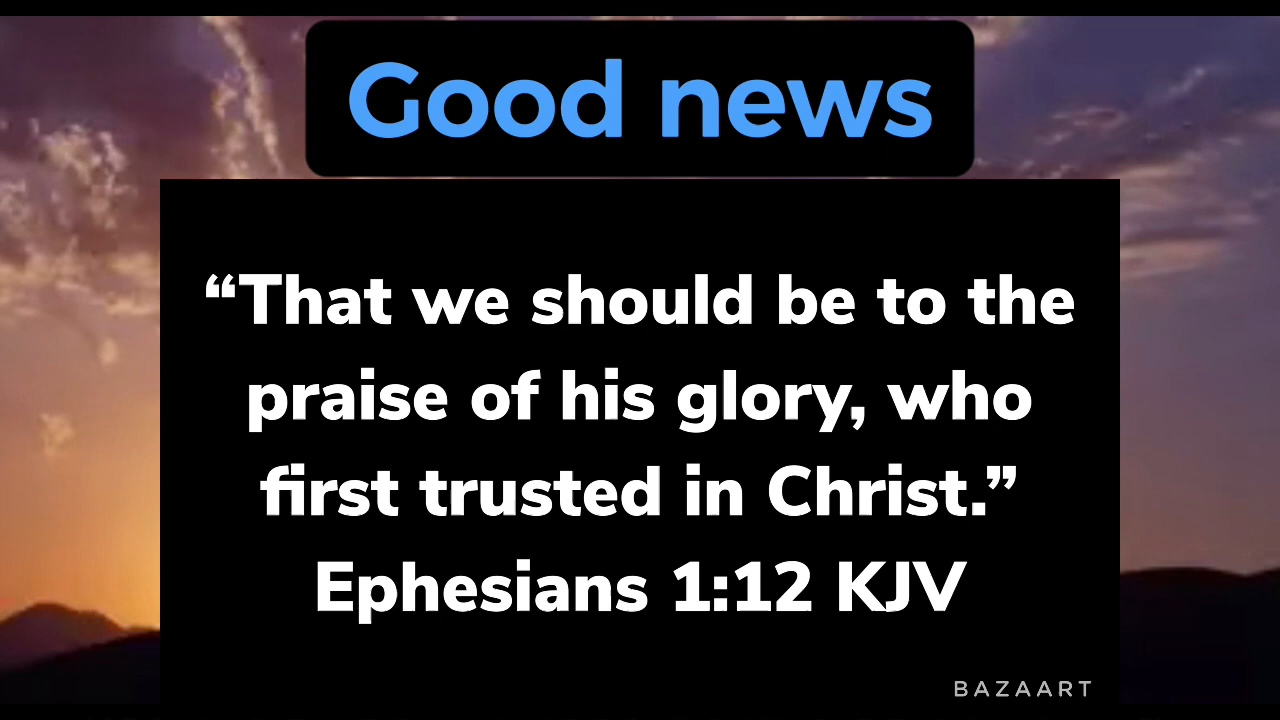 Good news
“That we should be to the
praise of his glory, who
first trusted in Christ.”
Ephesians 1:12 KJV
BAZAART